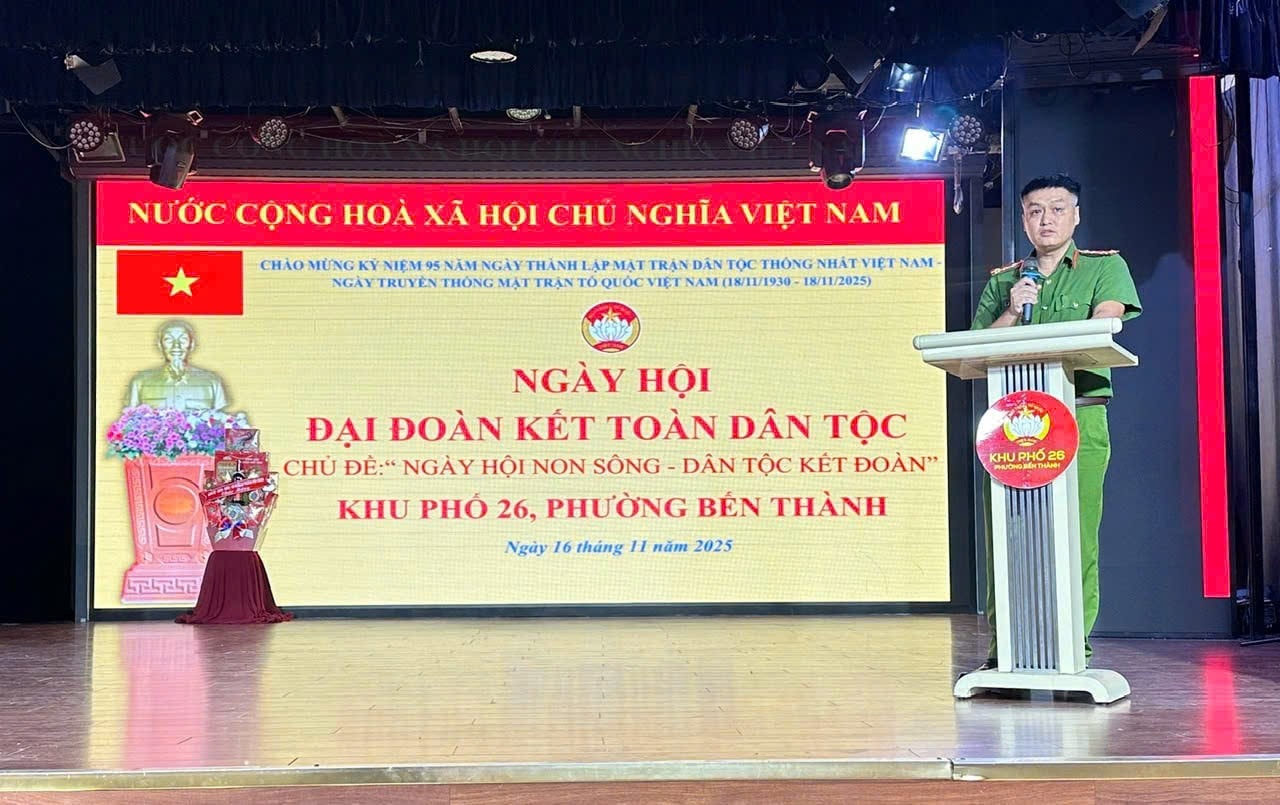 NƯỚC CỘNG HOÀ XÃ HỘI CHỦ NGHĨA VIỆT NAM
CHÀO MỪNG KỶ NIỆM 95 NĂM NGÀY THÀNH LẬP MẶT TRẬN DÂN TỘC THỐNG NHẤT VIỆT NAM -
NGÀY TRUYỀN THỐNG MẶT TRẬN TỔ QUỐC VIỆT NAM (18/11/1930 - 18/11/2025)
NGÀY HỘI
ĐẠI ĐOÀN KẾT TOÀN DÂN TỘC
CHỦ ĐỀ:“ NGÀY HỘI NON SÔNG - DÂN TỘC KẾT ĐOÀN”
KHU PHỐ 26, PHƯỜNG BẾN THÀNH
Ngày 16 tháng 11 năm 2025
KHU PHỐ 26
PHƯỜNG BẾN THÀNH